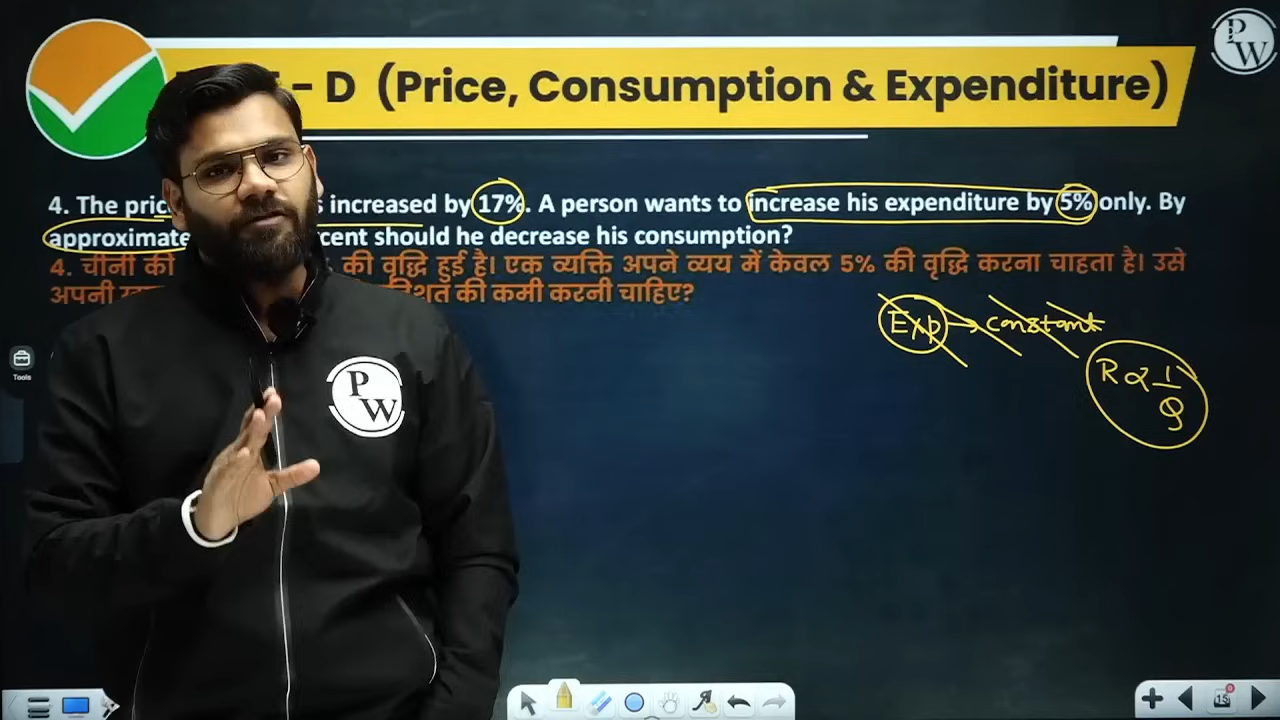 - D (Price, Consumption & Expenditure)
PW
4. The pric s increased by 17%. A person wants to increase his expenditure by 5% only. By
approximate cent should he decrease his consumption?
4. चीनी की की वृद्धि हुई है। एक व्यक्ति अपने व्यय में केवल 5% की वृद्धि करना चाहता है। उसे
अपनी तिशत की कमी करनी चाहिए?
Exp → constant
R ∝ 1/Q
Tools
PW
15